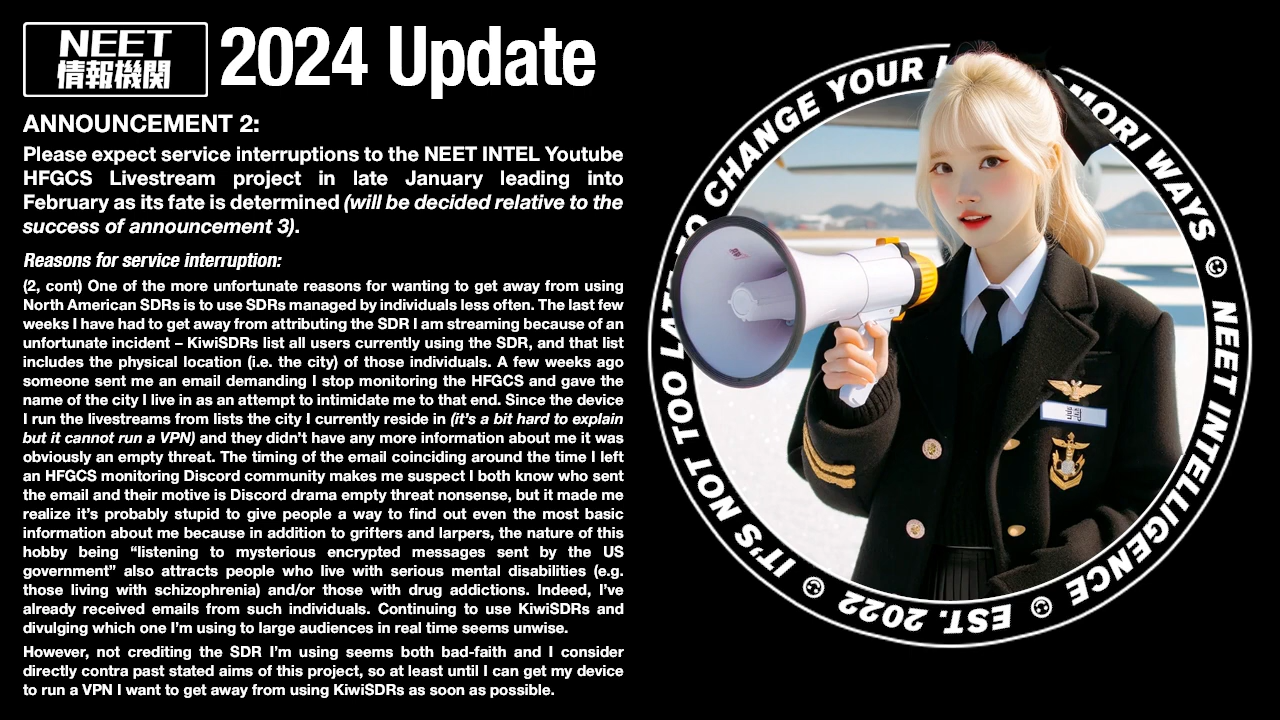 NEET
情報機関
2024 Update
ANNOUNCEMENT 2:
Please expect service interruptions to the NEET INTEL Youtube
HFGCS Livestream project in late January leading into
February as its fate is determined (will be decided relative to the
success of announcement 3).
Reasons for service interruption:
(2, cont) One of the more unfortunate reasons for wanting to get away from using
North American SDRs is to use SDRs managed by individuals less often. The last few
weeks I have had to get away from attributing the SDR I am streaming because of an
unfortunate incident – KiwiSDRs list all users currently using the SDR, and that list
includes the physical location (i.e. the city) of those individuals. A few weeks ago
someone sent me an email demanding I stop monitoring the HFGCS and gave the
name of the city I live in as an attempt to intimidate me to that end. Since the device
I run the livestreams from lists the city I currently reside in (it's a bit hard to explain
but it cannot run a VPN) and they didn't have any more information about me it was
obviously an empty threat. The timing of the email coinciding around the time I left
an HFGCS monitoring Discord community makes me suspect I both know who sent
the email and their motive is Discord drama empty threat nonsense, but it made me
realize it's probably stupid to give people a way to find out even the most basic
information about me because in addition to grifters and larpers, the nature of this
hobby being “listening to mysterious encrypted messages sent by the US
government” also attracts people who live with serious mental disabilities (e.g.
those living with schizophrenia) and/or those with drug addictions. Indeed, I've
already received emails from such individuals. Continuing to use KiwiSDRs and
divulging which one I'm using to large audiences in real time seems unwise.
However, not crediting the SDR I'm using seems both bad-faith and I consider
directly contra past stated aims of this project, so at least until I can get my device
to run a VPN I want to get away from using KiwiSDRs as soon as possible.
IT'S NOT TOO LATE TO CHANGE YOUR WAYS
NEET INTELLIGENCE
EST. 2022